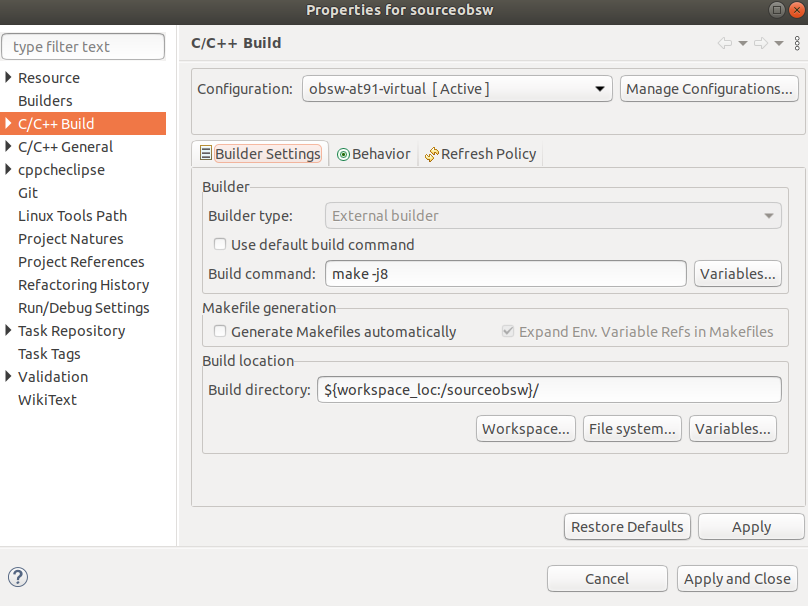 Properties for sourceobsw
type filter text
Resource
Builders
C/C++ Build
C/C++ General
cppcheclipse
Git
Linux Tools Path
Project Natures
Project References
Refactoring History
Run/Debug Settings
Task Repository
Task Tags
Validation
WikiText
C/C++ Build
Configuration: obsw-at91-virtual [ Active ] Manage Configurations...
Builder Settings Behavior Refresh Policy
Builder
Builder type: External builder
Use default build command
Build command: make -j8 Variables...
Makefile generation
Generate Makefiles automatically Expand Env. Variable Refs in Makefiles
Build location
Build directory: ${workspace_loc:/sourceobsw}/
Workspace... File system... Variables...
Restore Defaults Apply
? Cancel Apply and Close